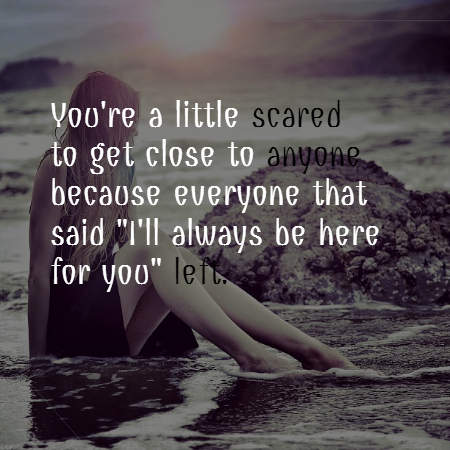 You're a little scared
to get close to anyone
because everyone that
said "I'll always be here
for you" left.